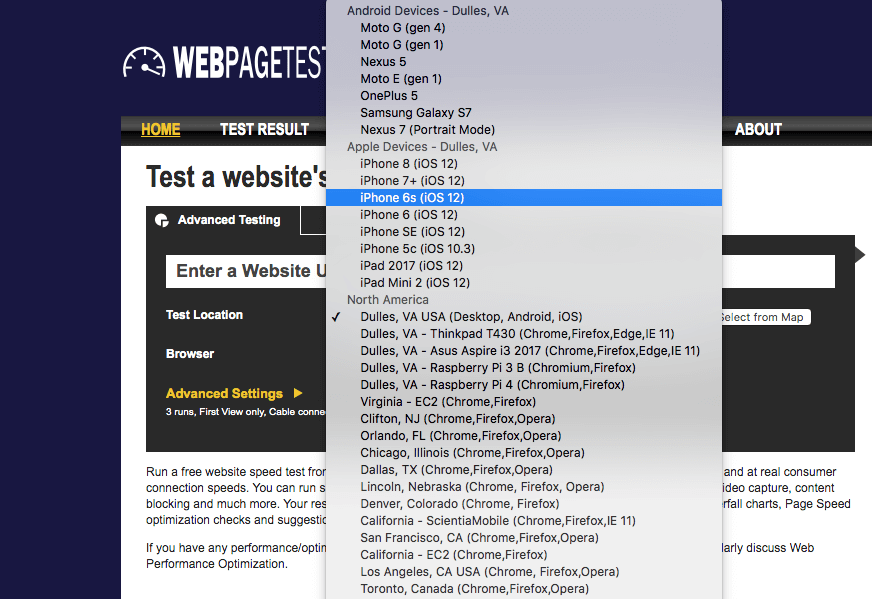 WEBPAGETEST
HOME
TEST RESULT
ABOUT
Test a website's
Advanced Testing
Enter a Website U
Test Location
Select from Map
Browser
Advanced Settings
3 runs, First View only, Cable conne
Run a free website speed test from and at real consumer
connection speeds. You can run s ideo capture, content
blocking and much more. Your res rfall charts, Page Speed
optimization checks and suggestio
If you have any performance/optim larly discuss Web
Performance Optimization.
Android Devices - Dulles, VA
Moto G (gen 4)
Moto G (gen 1)
Nexus 5
Moto E (gen 1)
OnePlus 5
Samsung Galaxy S7
Nexus 7 (Portrait Mode)
Apple Devices - Dulles, VA
iPhone 8 (iOS 12)
iPhone 7+ (iOS 12)
iPhone 6s (iOS 12)
iPhone 6 (iOS 12)
iPhone SE (iOS 12)
iPhone 5c (iOS 10.3)
iPad 2017 (iOS 12)
iPad Mini 2 (iOS 12)
North America
✓ Dulles, VA USA (Desktop, Android, iOS)
Dulles, VA - Thinkpad T430 (Chrome,Firefox,Edge,IE 11)
Dulles, VA - Asus Aspire i3 2017 (Chrome,Firefox,Edge,IE 11)
Dulles, VA - Raspberry Pi 3 B (Chromium,Firefox)
Dulles, VA - Raspberry Pi 4 (Chromium,Firefox)
Virginia - EC2 (Chrome,Firefox)
Clifton, NJ (Chrome,Firefox,Opera)
Orlando, FL (Chrome,Firefox,Opera)
Chicago, Illinois (Chrome,Firefox,Opera)
Dallas, TX (Chrome,Firefox,Opera)
Lincoln, Nebraska (Chrome, Firefox, Opera)
Denver, Colorado (Chrome, Firefox)
California - ScientiaMobile (Chrome,Firefox,IE 11)
San Francisco, CA (Chrome,Firefox,Opera)
California - EC2 (Chrome,Firefox)
Los Angeles, CA USA (Chrome, Firefox,Opera)
Toronto, Canada (Chrome,Firefox,Opera)